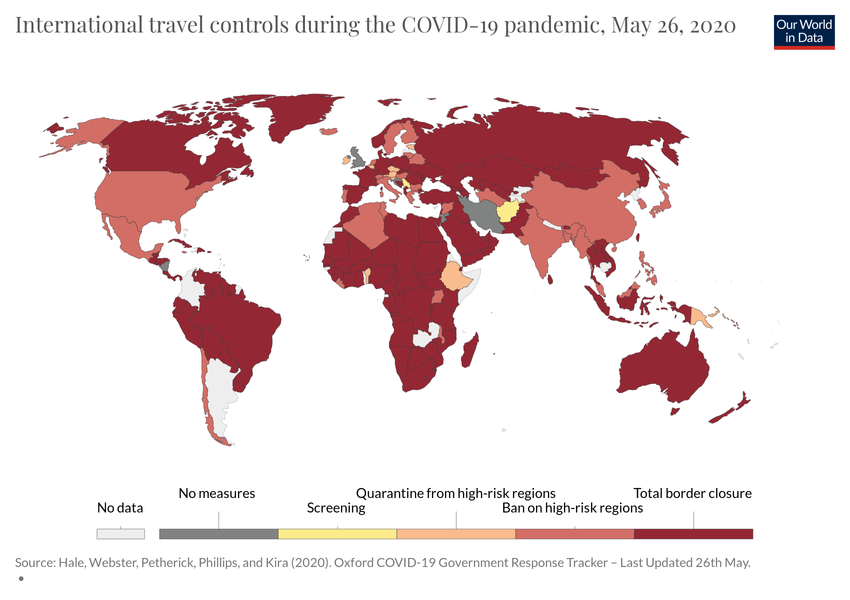 International travel controls during the COVID-19 pandemic, May 26, 2020
Our World
in Data
No measures
Quarantine from high-risk regions
Total border closure
No data
Screening
Ban on high-risk regions
Source: Hale, Webster, Petherick, Phillips, and Kira (2020). Oxford COVID-19 Government Response Tracker – Last Updated 26th May.